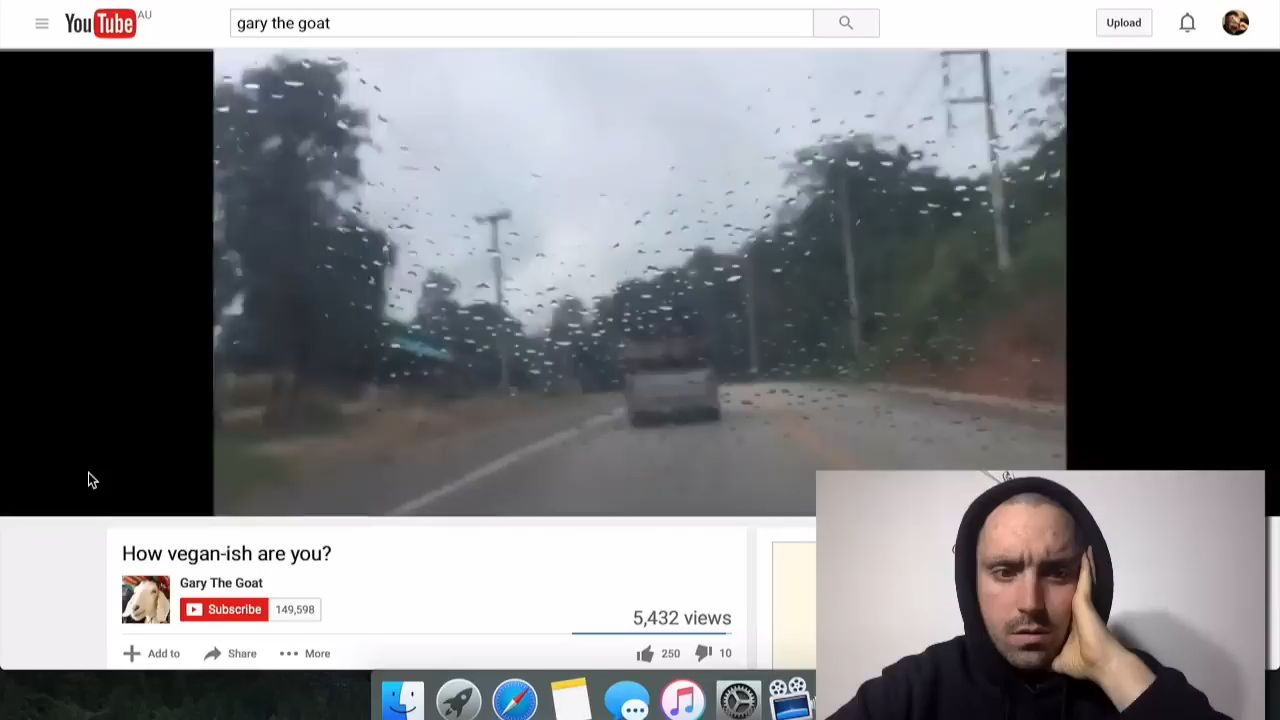 YouTube AU
gary the goat
Upload
How vegan-ish are you?
Gary The Goat
Subscribe 149,598
5,432 views
Add to Share More 250 10